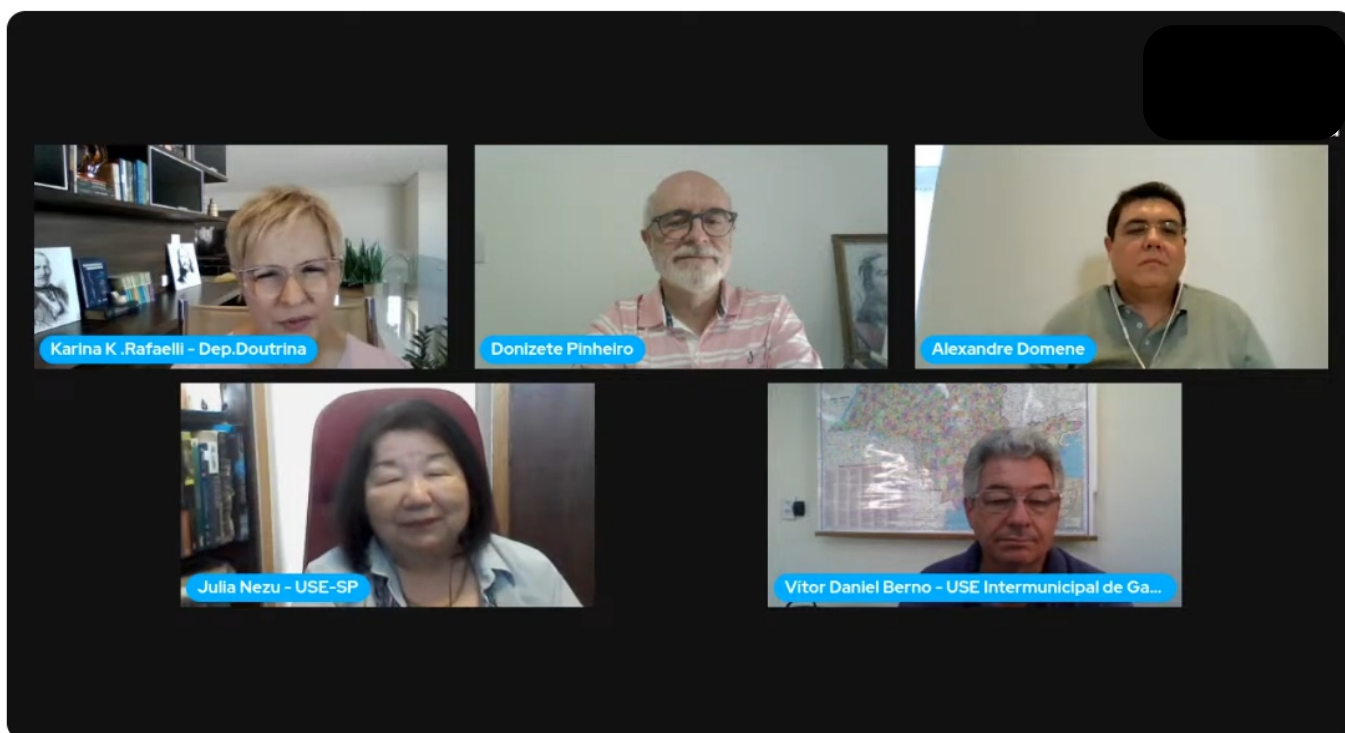 Karina K .Rafaelli - Dep.Doutrina
Donizete Pinheiro
Alexandre Domene
Julia Nezu - USE-SP
Vítor Daniel Berno - USE Intermunicipal de Ga...